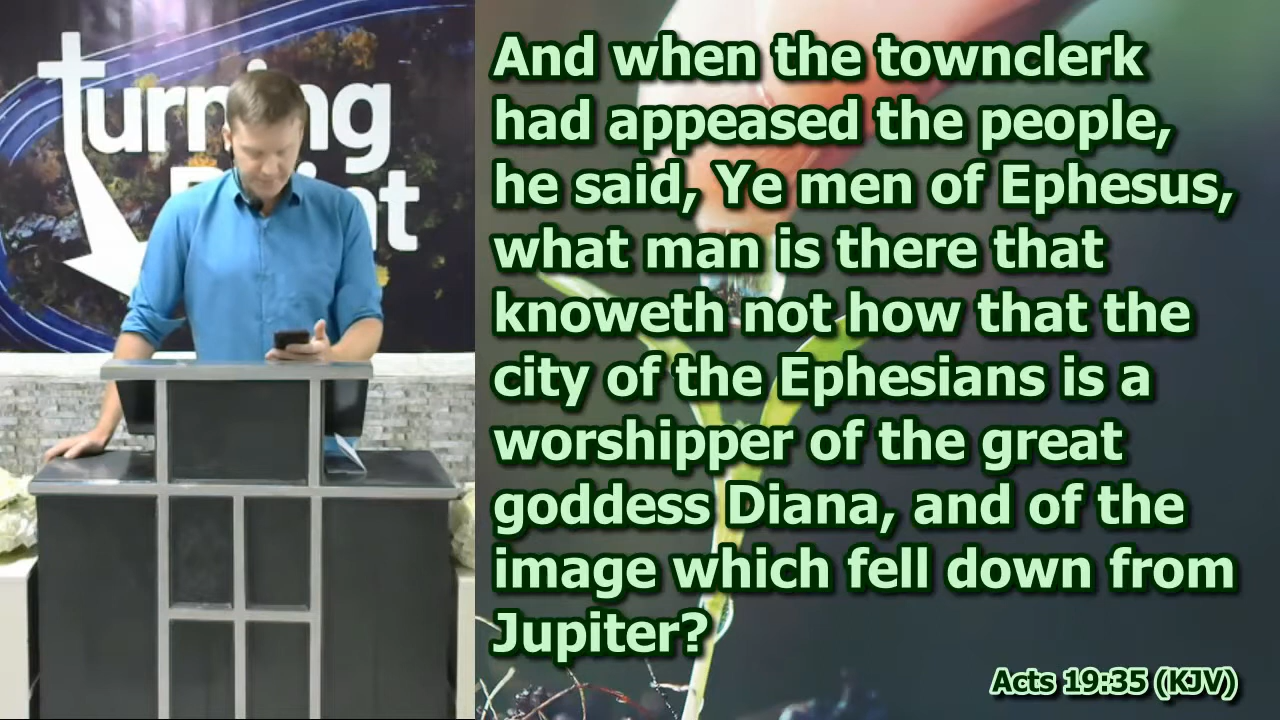 turning
Point
And when the townclerk
had appeased the people,
he said, Ye men of Ephesus,
what man is there that
knoweth not how that the
city of the Ephesians is a
worshipper of the great
goddess Diana, and of the
image which fell down from
Jupiter?
Acts 19:35 (KJV)